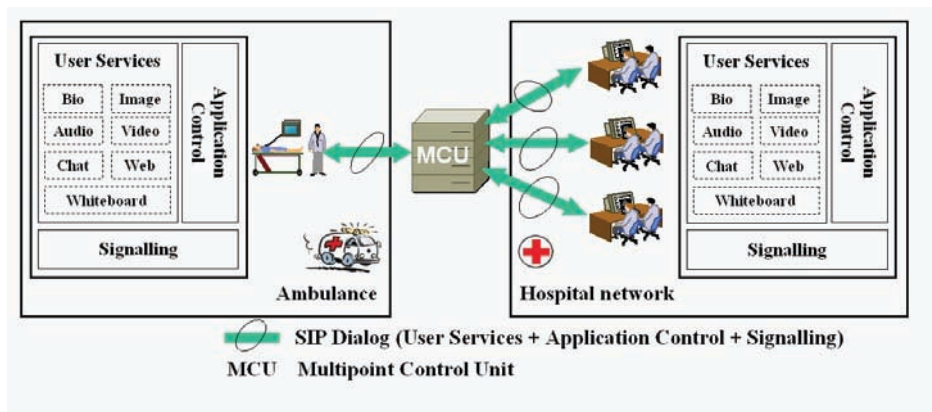 User Services
Bio
Image
Audio
Video
Chat
Web
Whiteboard
Application
Control
Signalling
Ambulance
MCU
Hospital network
User Services
Bio
Image
Audio
Video
Chat
Web
Whiteboard
Application
Control
Signalling
SIP Dialog (User Services + Application Control + Signalling)
MCU Multipoint Control Unit